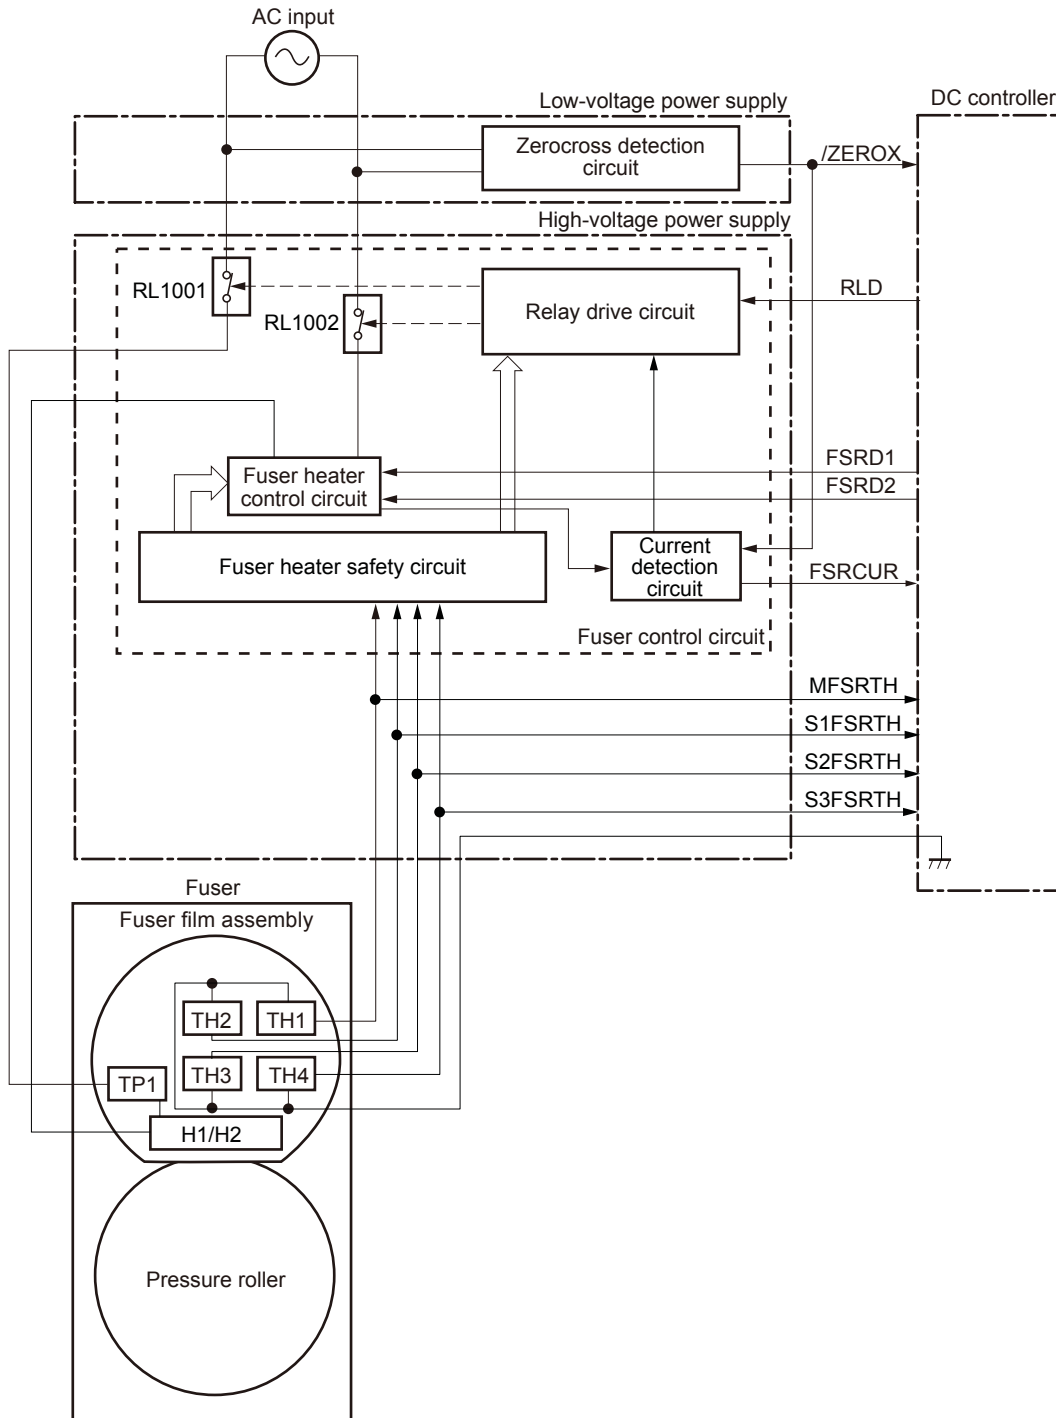 AC input
Low-voltage power supply
DC controller
Zerocross detection
circuit
/ZEROX
High-voltage power supply
RL1001
RL1002
Relay drive circuit
RLD
Fuser heater
control circuit
FSRD1
FSRD2
Fuser heater safety circuit
Current
detection
circuit
FSRCUR
Fuser control circuit
MFSRTH
S1FSRTH
S2FSRTH
S3FSRTH
Fuser
Fuser film assembly
TH2
TH1
TH3
TH4
TP1
H1/H2
Pressure roller